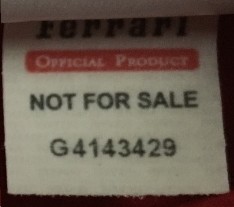 Ferrari
OFFICIAL PRODUCT
NOT FOR SALE
G4143429